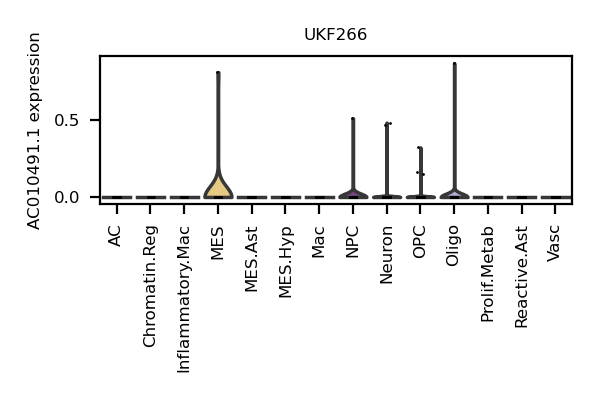 UKF266
AC010491.1 expression
0.5
0.0
AC
Chromatin.Reg
Inflammatory.Mac
MES
MES.Ast
MES.Hyp
Mac
NPC
Neuron
OPC
Oligo
Prolif.Metab
Reactive.Ast
Vasc